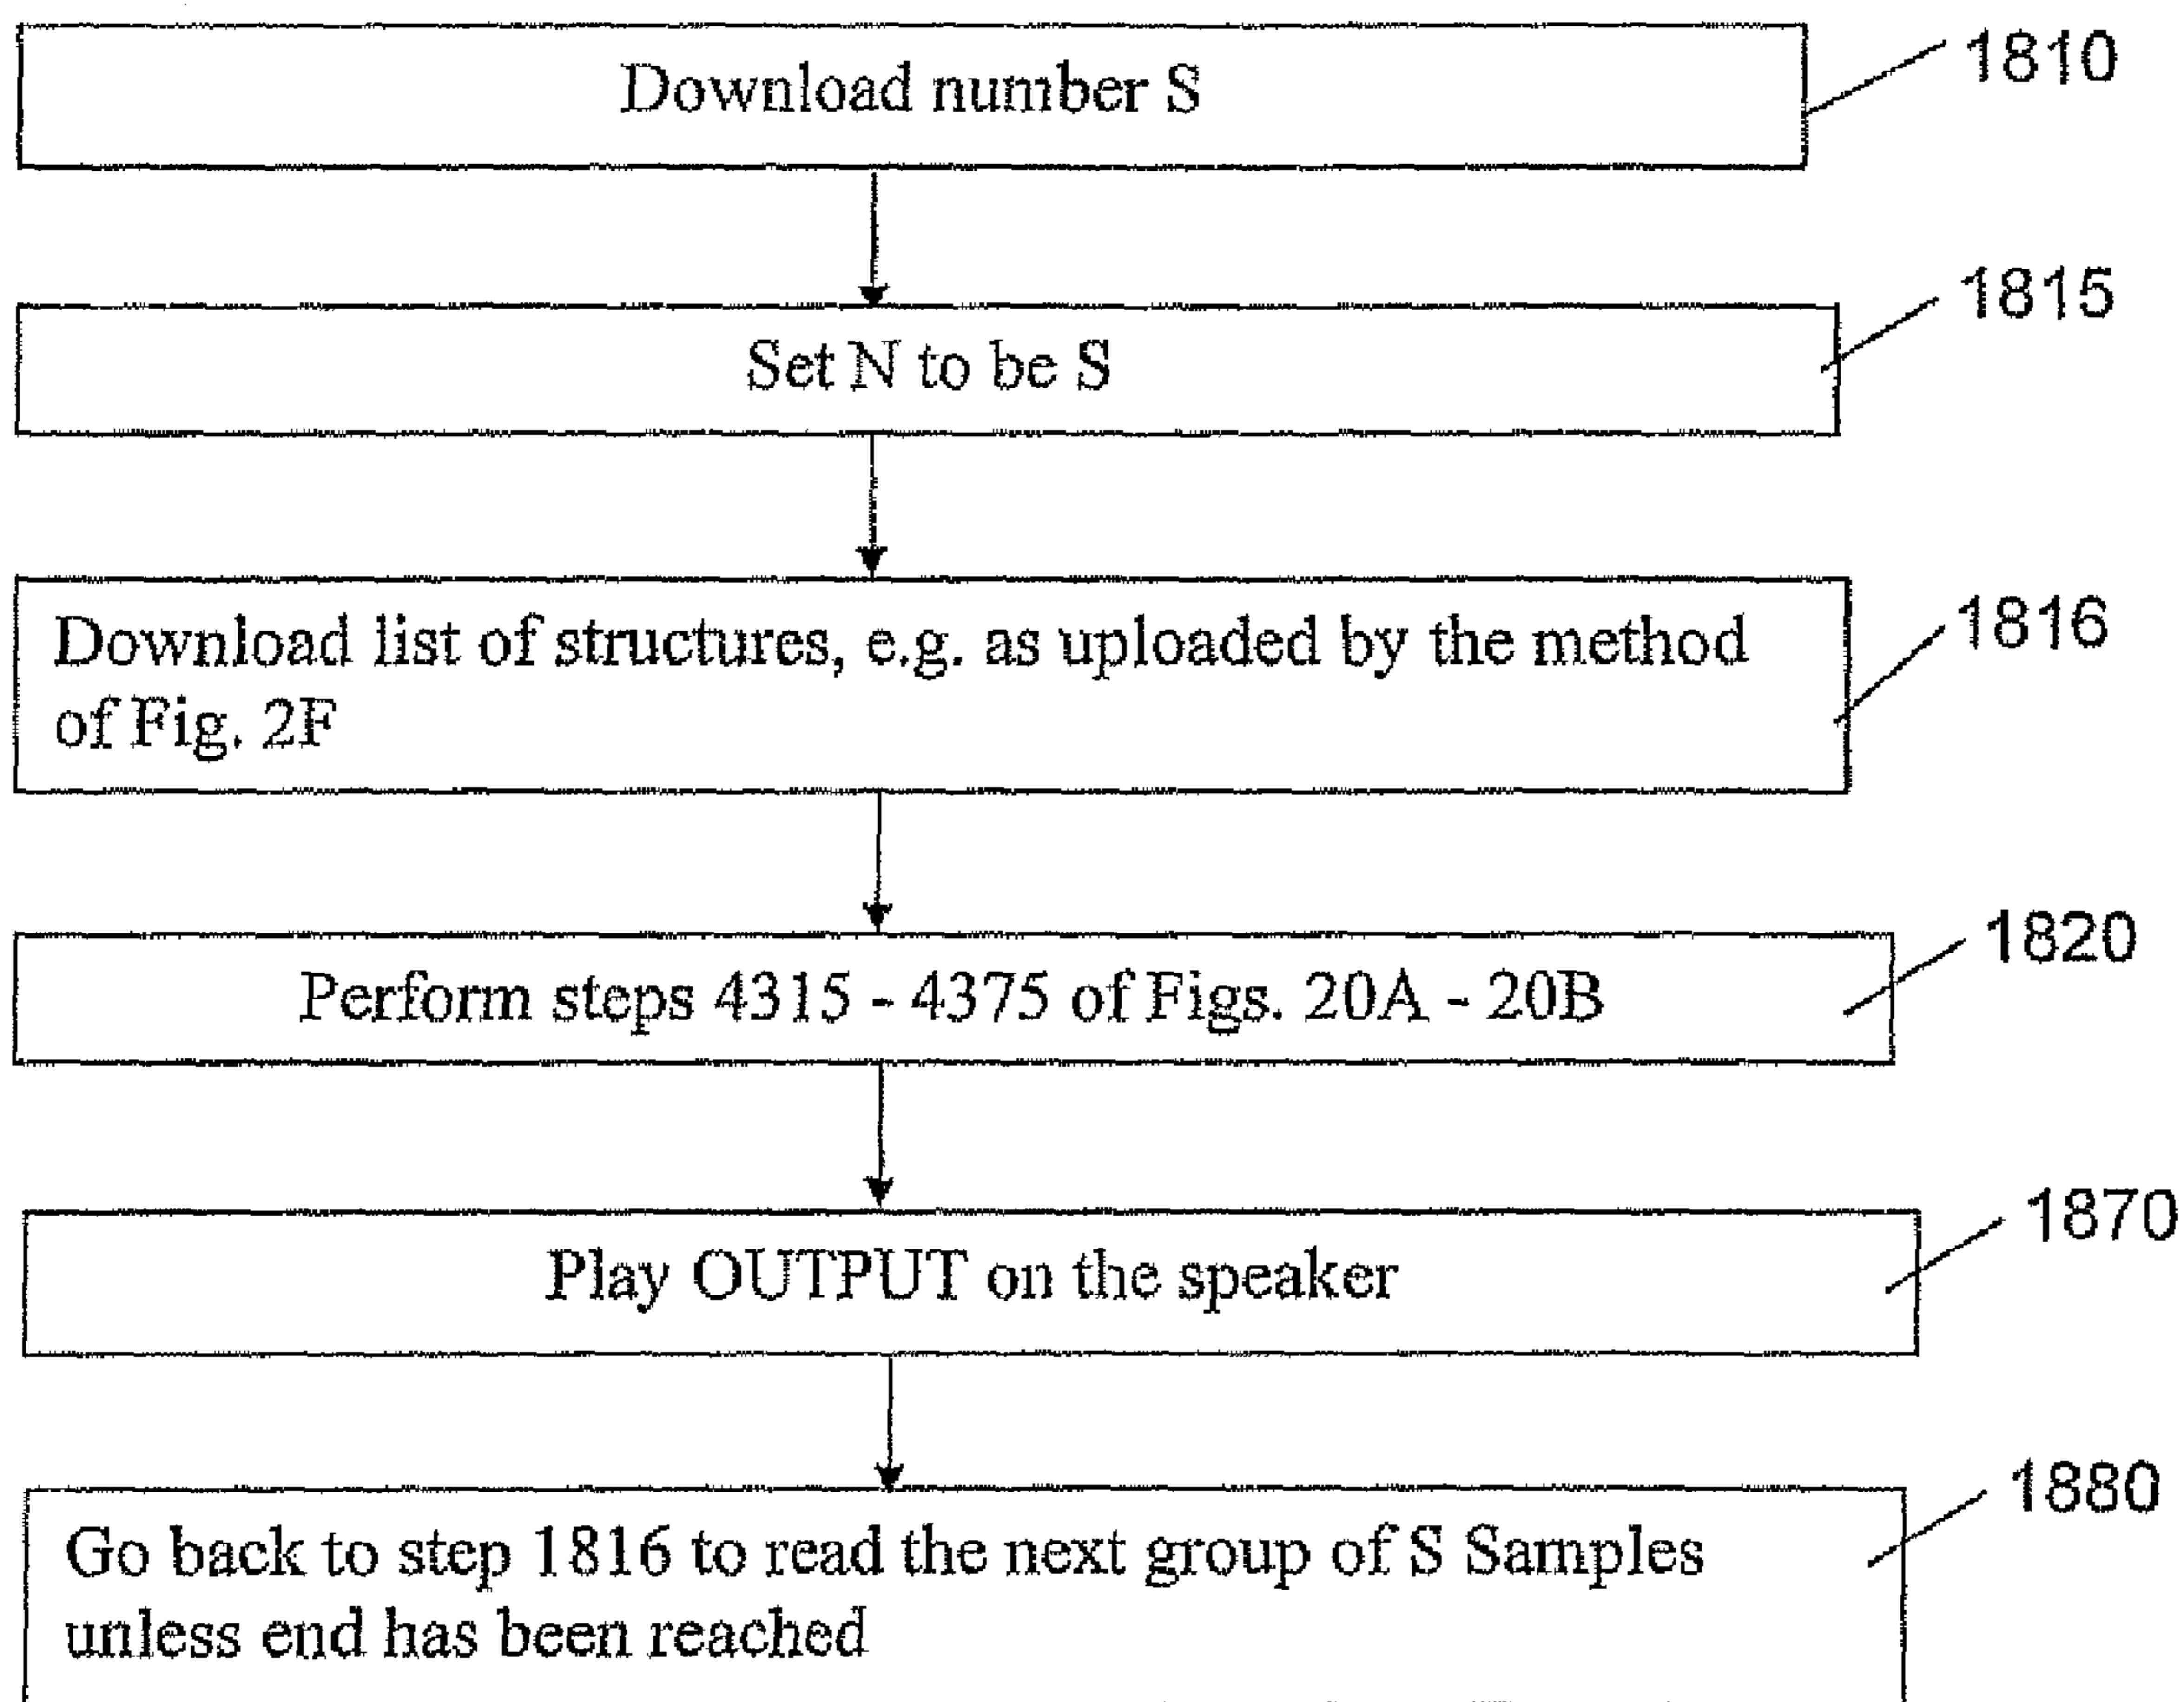 Download number S
1810
Set N to be S
1815
Download list of structures, e.g. as uploaded by the method
of Fig. 2F
1816
Perform steps 4315 - 4375 of Figs. 20A - 20B
1820
Play OUTPUT on the speaker
1870
Go back to step 1816 to read the next group of S Samples
unless end has been reached
1880